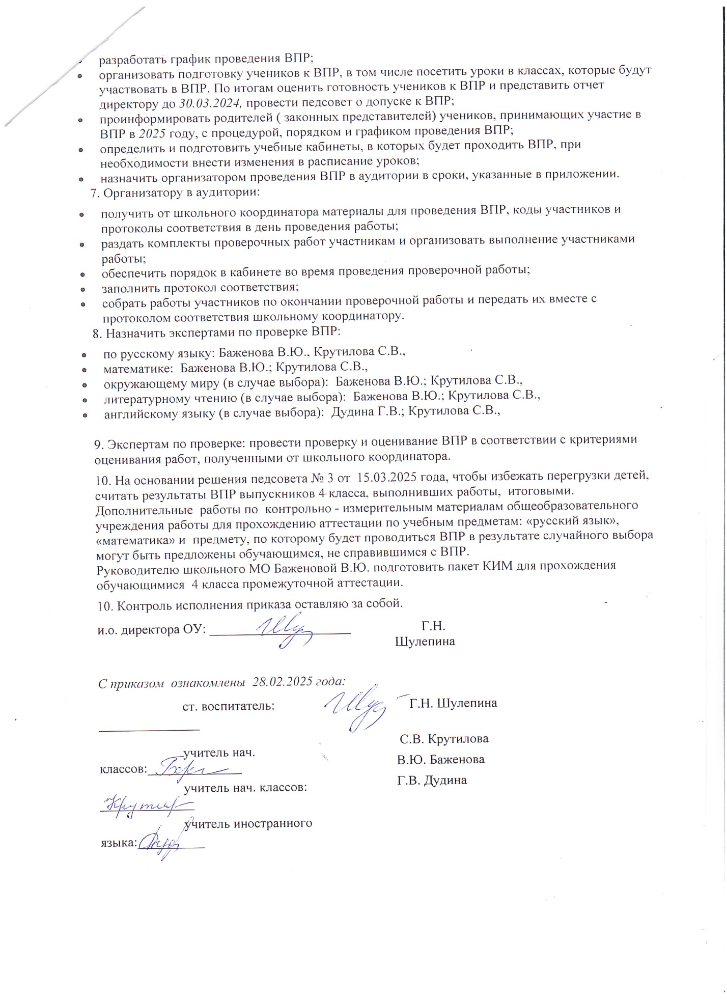 разработать график проведения ВПР;
организовать подготовку учеников к ВПР, в том числе посетить уроки в классах, которые будут
участвовать в ВПР. По итогам оценить готовность учеников к ВПР и представить отчет
директору до 30.03.2024, провести педсовет о допуске к ВПР;
проинформировать родителей ( законных представителей) учеников, принимающих участие в
ВПР в 2025 году, с процедурой, порядком и графиком проведения ВПР;
определить и подготовить учебные кабинеты, в которых будет проходить ВПР, при
необходимости внести изменения в расписание уроков;
назначить организатором проведения ВПР в аудитории в сроки, указанные в приложении.
7. Организатору в аудитории:
получить от школьного координатора материалы для проведения ВПР, коды участников и
протоколы соответствия в день проведения работы;
раздать комплекты проверочных работ участникам и организовать выполнение участниками
работы;
обеспечить порядок в кабинете во время проведения проверочной работы;
заполнить протокол соответствия;
собрать работы участников по окончании проверочной работы и передать их вместе с
протоколом соответствия школьному координатору.
8. Назначить экспертами по проверке ВПР:
по русскому языку: Баженова В.Ю., Крутилова С.В.,
математике: Баженова В.Ю.; Крутилова С.В.,
окружающему миру (в случае выбора): Баженова В.Ю.; Крутилова С.В.,
литературному чтению (в случае выбора): Баженова В.Ю.; Крутилова С.В.,
английскому языку (в случае выбора): Дудина Г.В.; Крутилова С.В.,
9. Экспертам по проверке: провести проверку и оценивание ВПР в соответствии с критериями
оценивания работ, полученными от школьного координатора.
10. На основании решения педсовета № 3 от 15.03.2025 года, чтобы избежать перегрузки детей,
считать результаты ВПР выпускников 4 класса, выполнивших работы, итоговыми.
Дополнительные работы по контрольно - измерительным материалам общеобразовательного
учреждения работы для прохождению аттестации по учебным предметам: «русский язык»,
«математика» и предмету, по которому будет проводиться ВПР в результате случайного выбора
могут быть предложены обучающимся, не справившимся с ВПР.
Руководителю школьного МО Баженовой В.Ю. подготовить пакет КИМ для прохождения
обучающимися 4 класса промежуточной аттестации.
10. Контроль исполнения приказа оставляю за собой.
и.о. директора ОУ: ____________________ Г.Н.
Шулепина
С приказом ознакомлены 28.02.2025 года:
ст. воспитатель: Г.Н. Шулепина
С.В. Крутилова
учитель нач.
В.Ю. Баженова
классов:
Г.В. Дудина
учитель нач. классов:
учитель иностранного
языка: